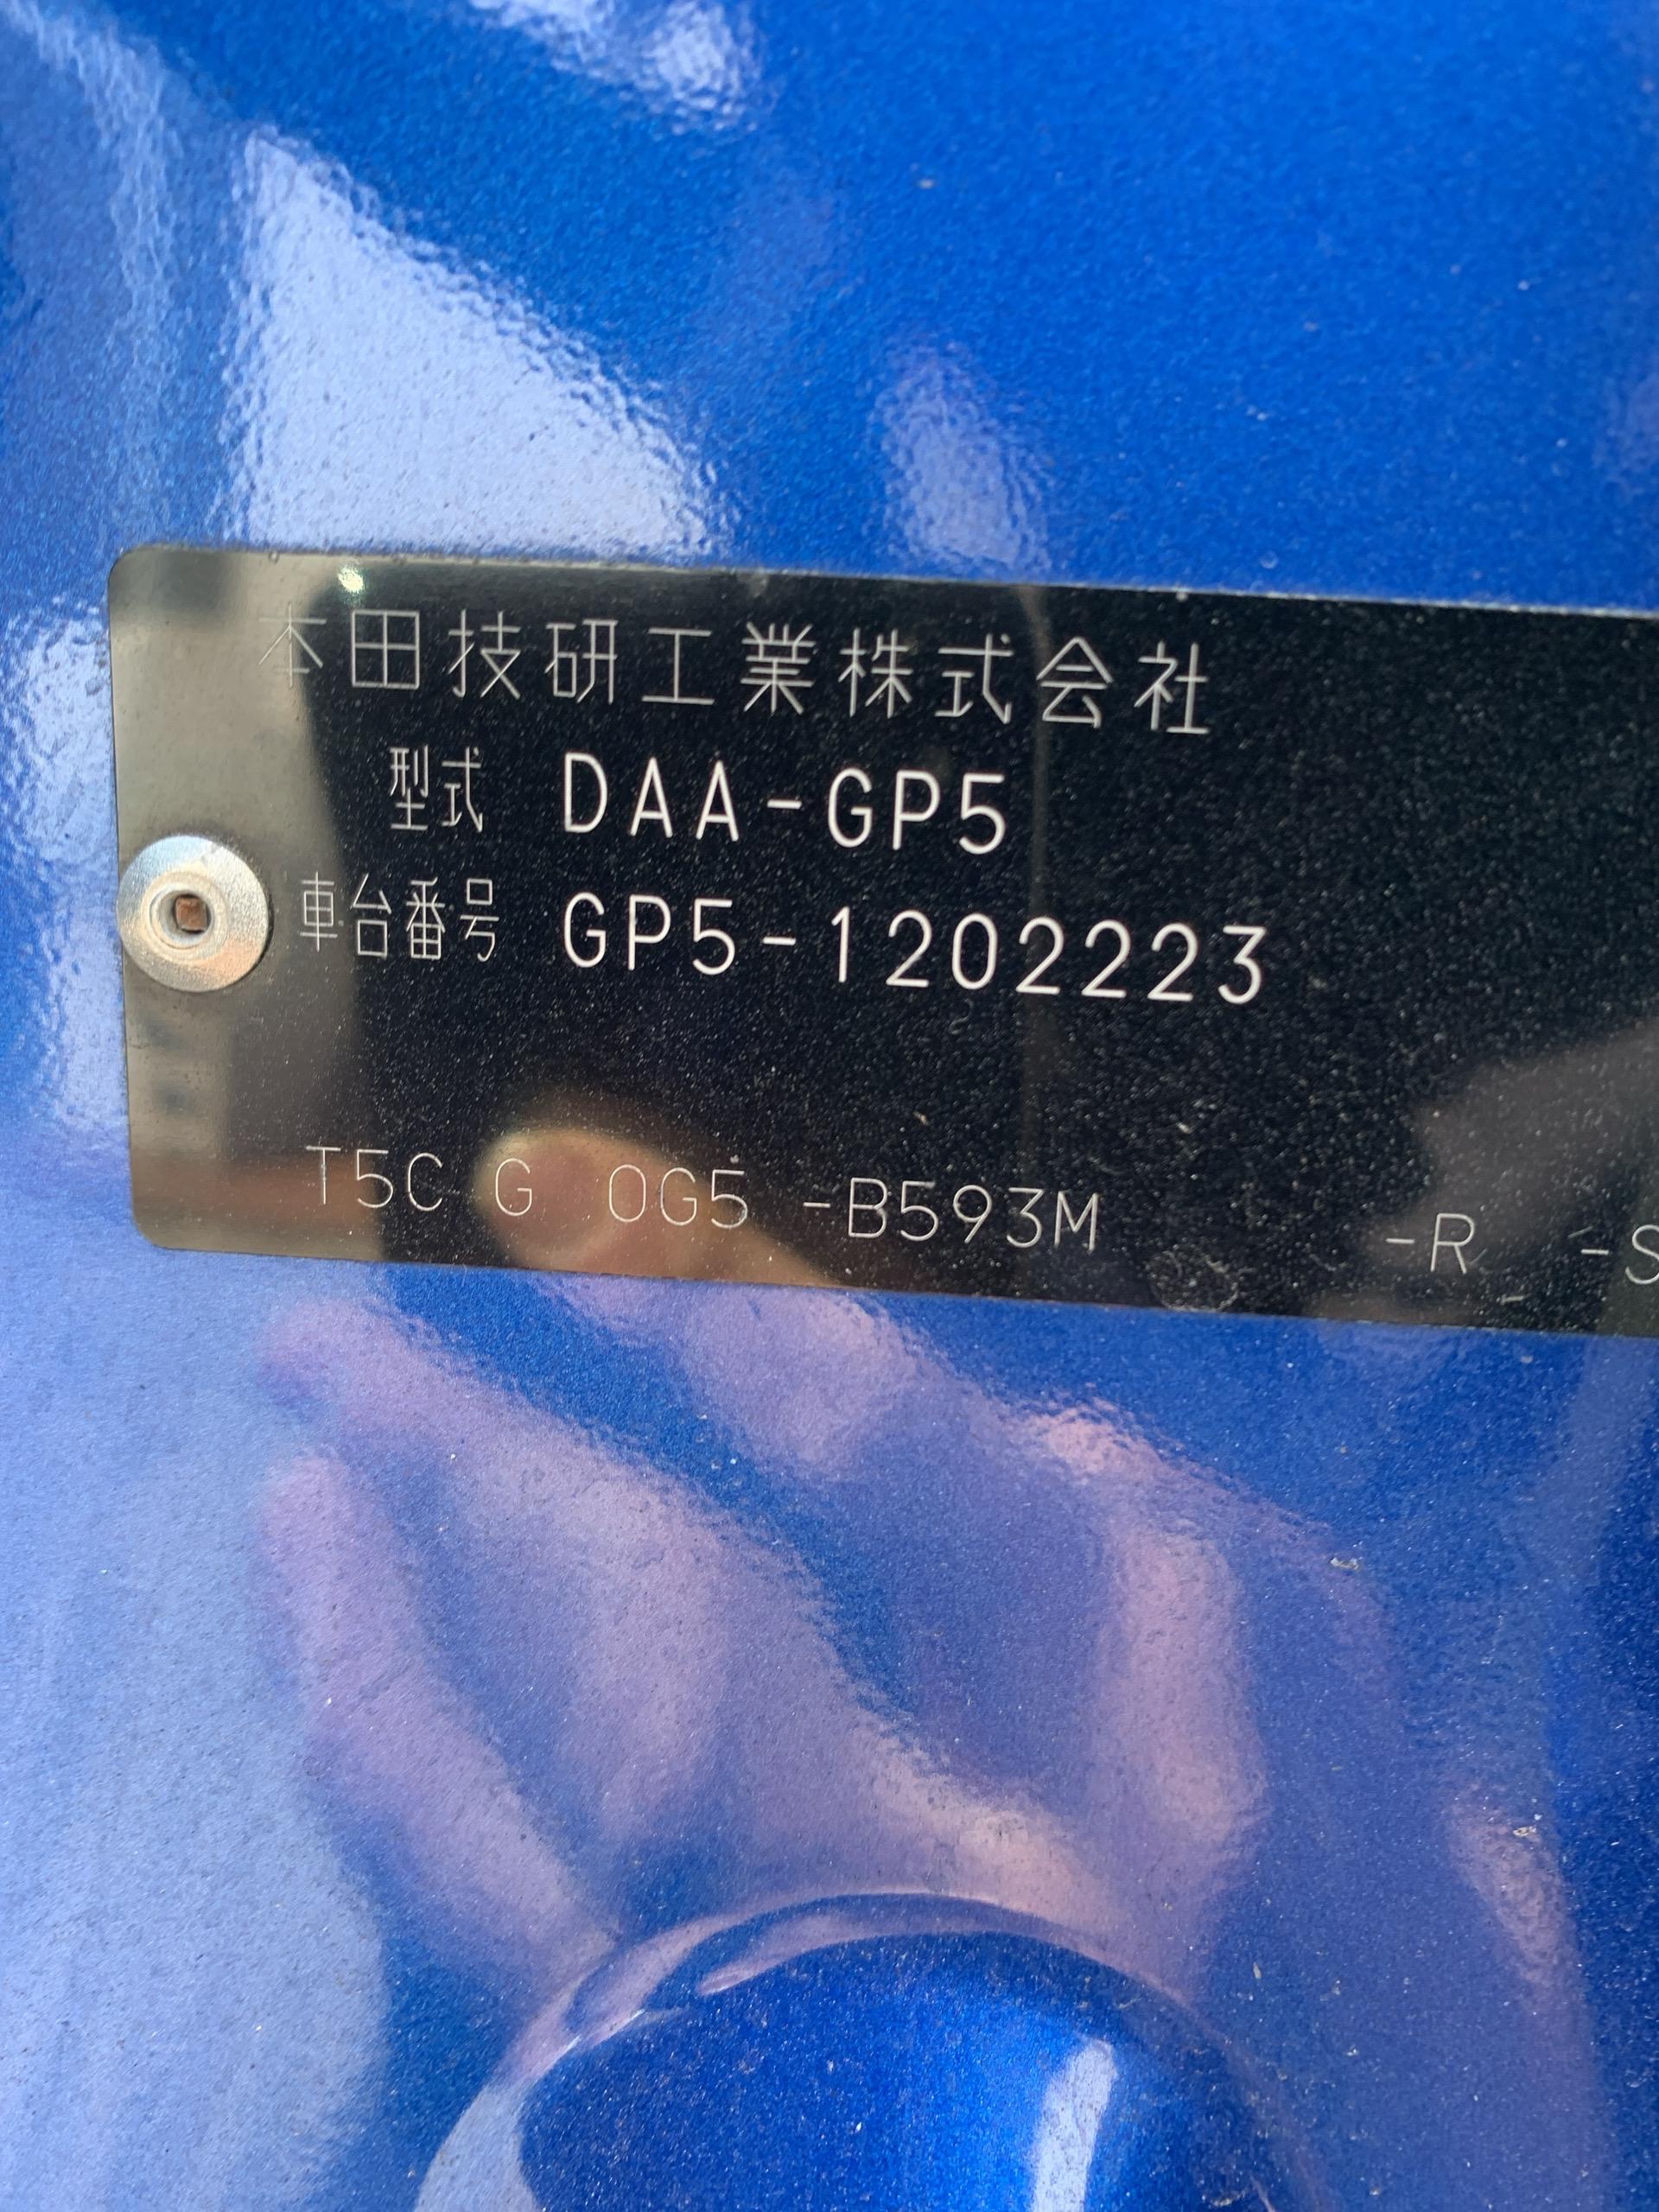 本田技研工業株式会社
型式 DAA-GP5
車台番号 GP5-1202223
T5C G 0G5 -B593M -R -S